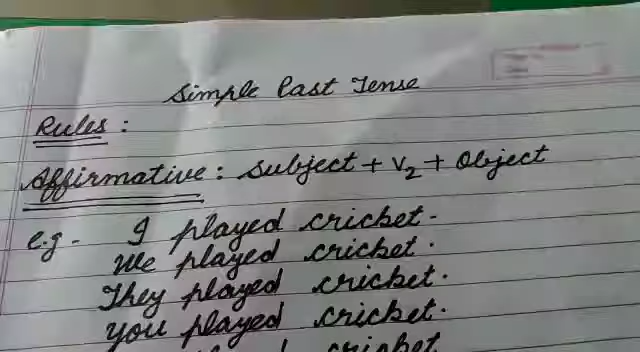 Simple Past Tense
Rules :
Affirmative : Subject + V₂ + Object
e.g - I played cricket.
We played cricket.
They played cricket.
You played cricket.
cricket